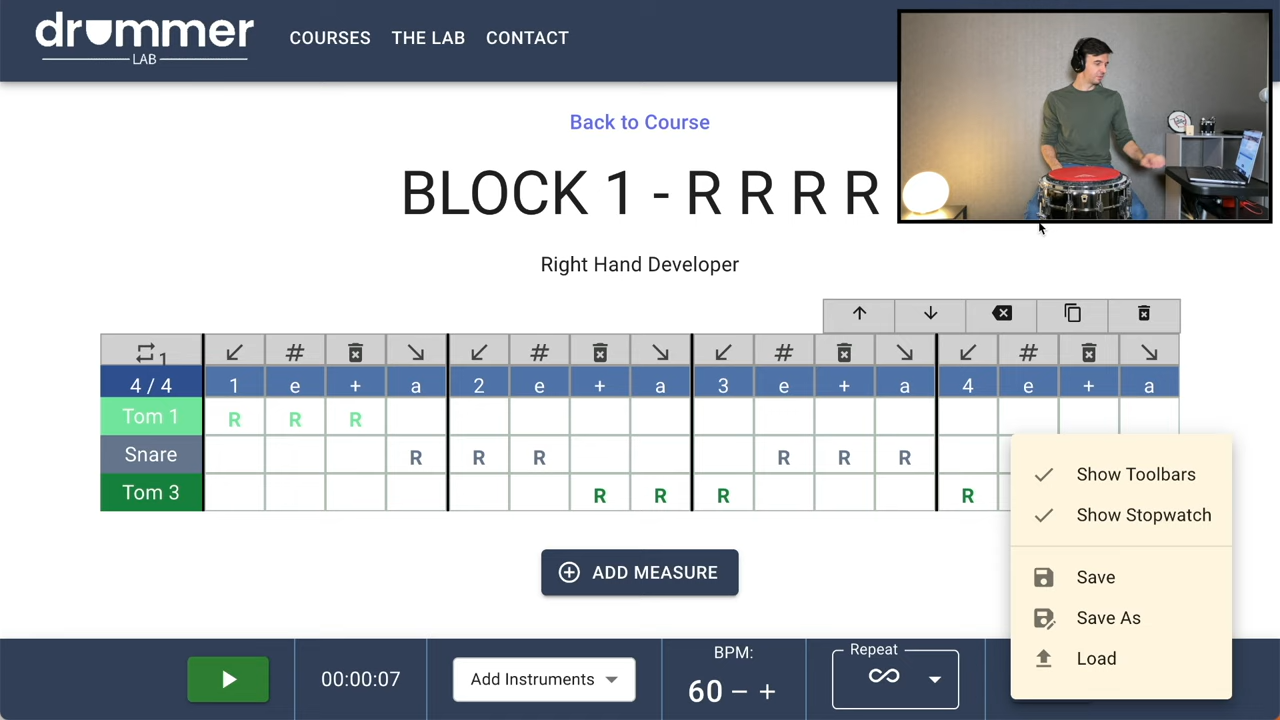 drummer
LAB
COURSES THE LAB CONTACT
Back to Course
BLOCK 1 - R R R R
Right Hand Developer
1 # # # #
4 / 4 1 e + a 2 e + a 3 e + a 4 e + a
Tom 1 R R R
Snare R R R R R R
Tom 3 R R R R
ADD MEASURE
Show Toolbars
Show Stopwatch
Save
Save As
Load
00:00:07
Add Instruments
BPM:
60 − +
Repeat
∞